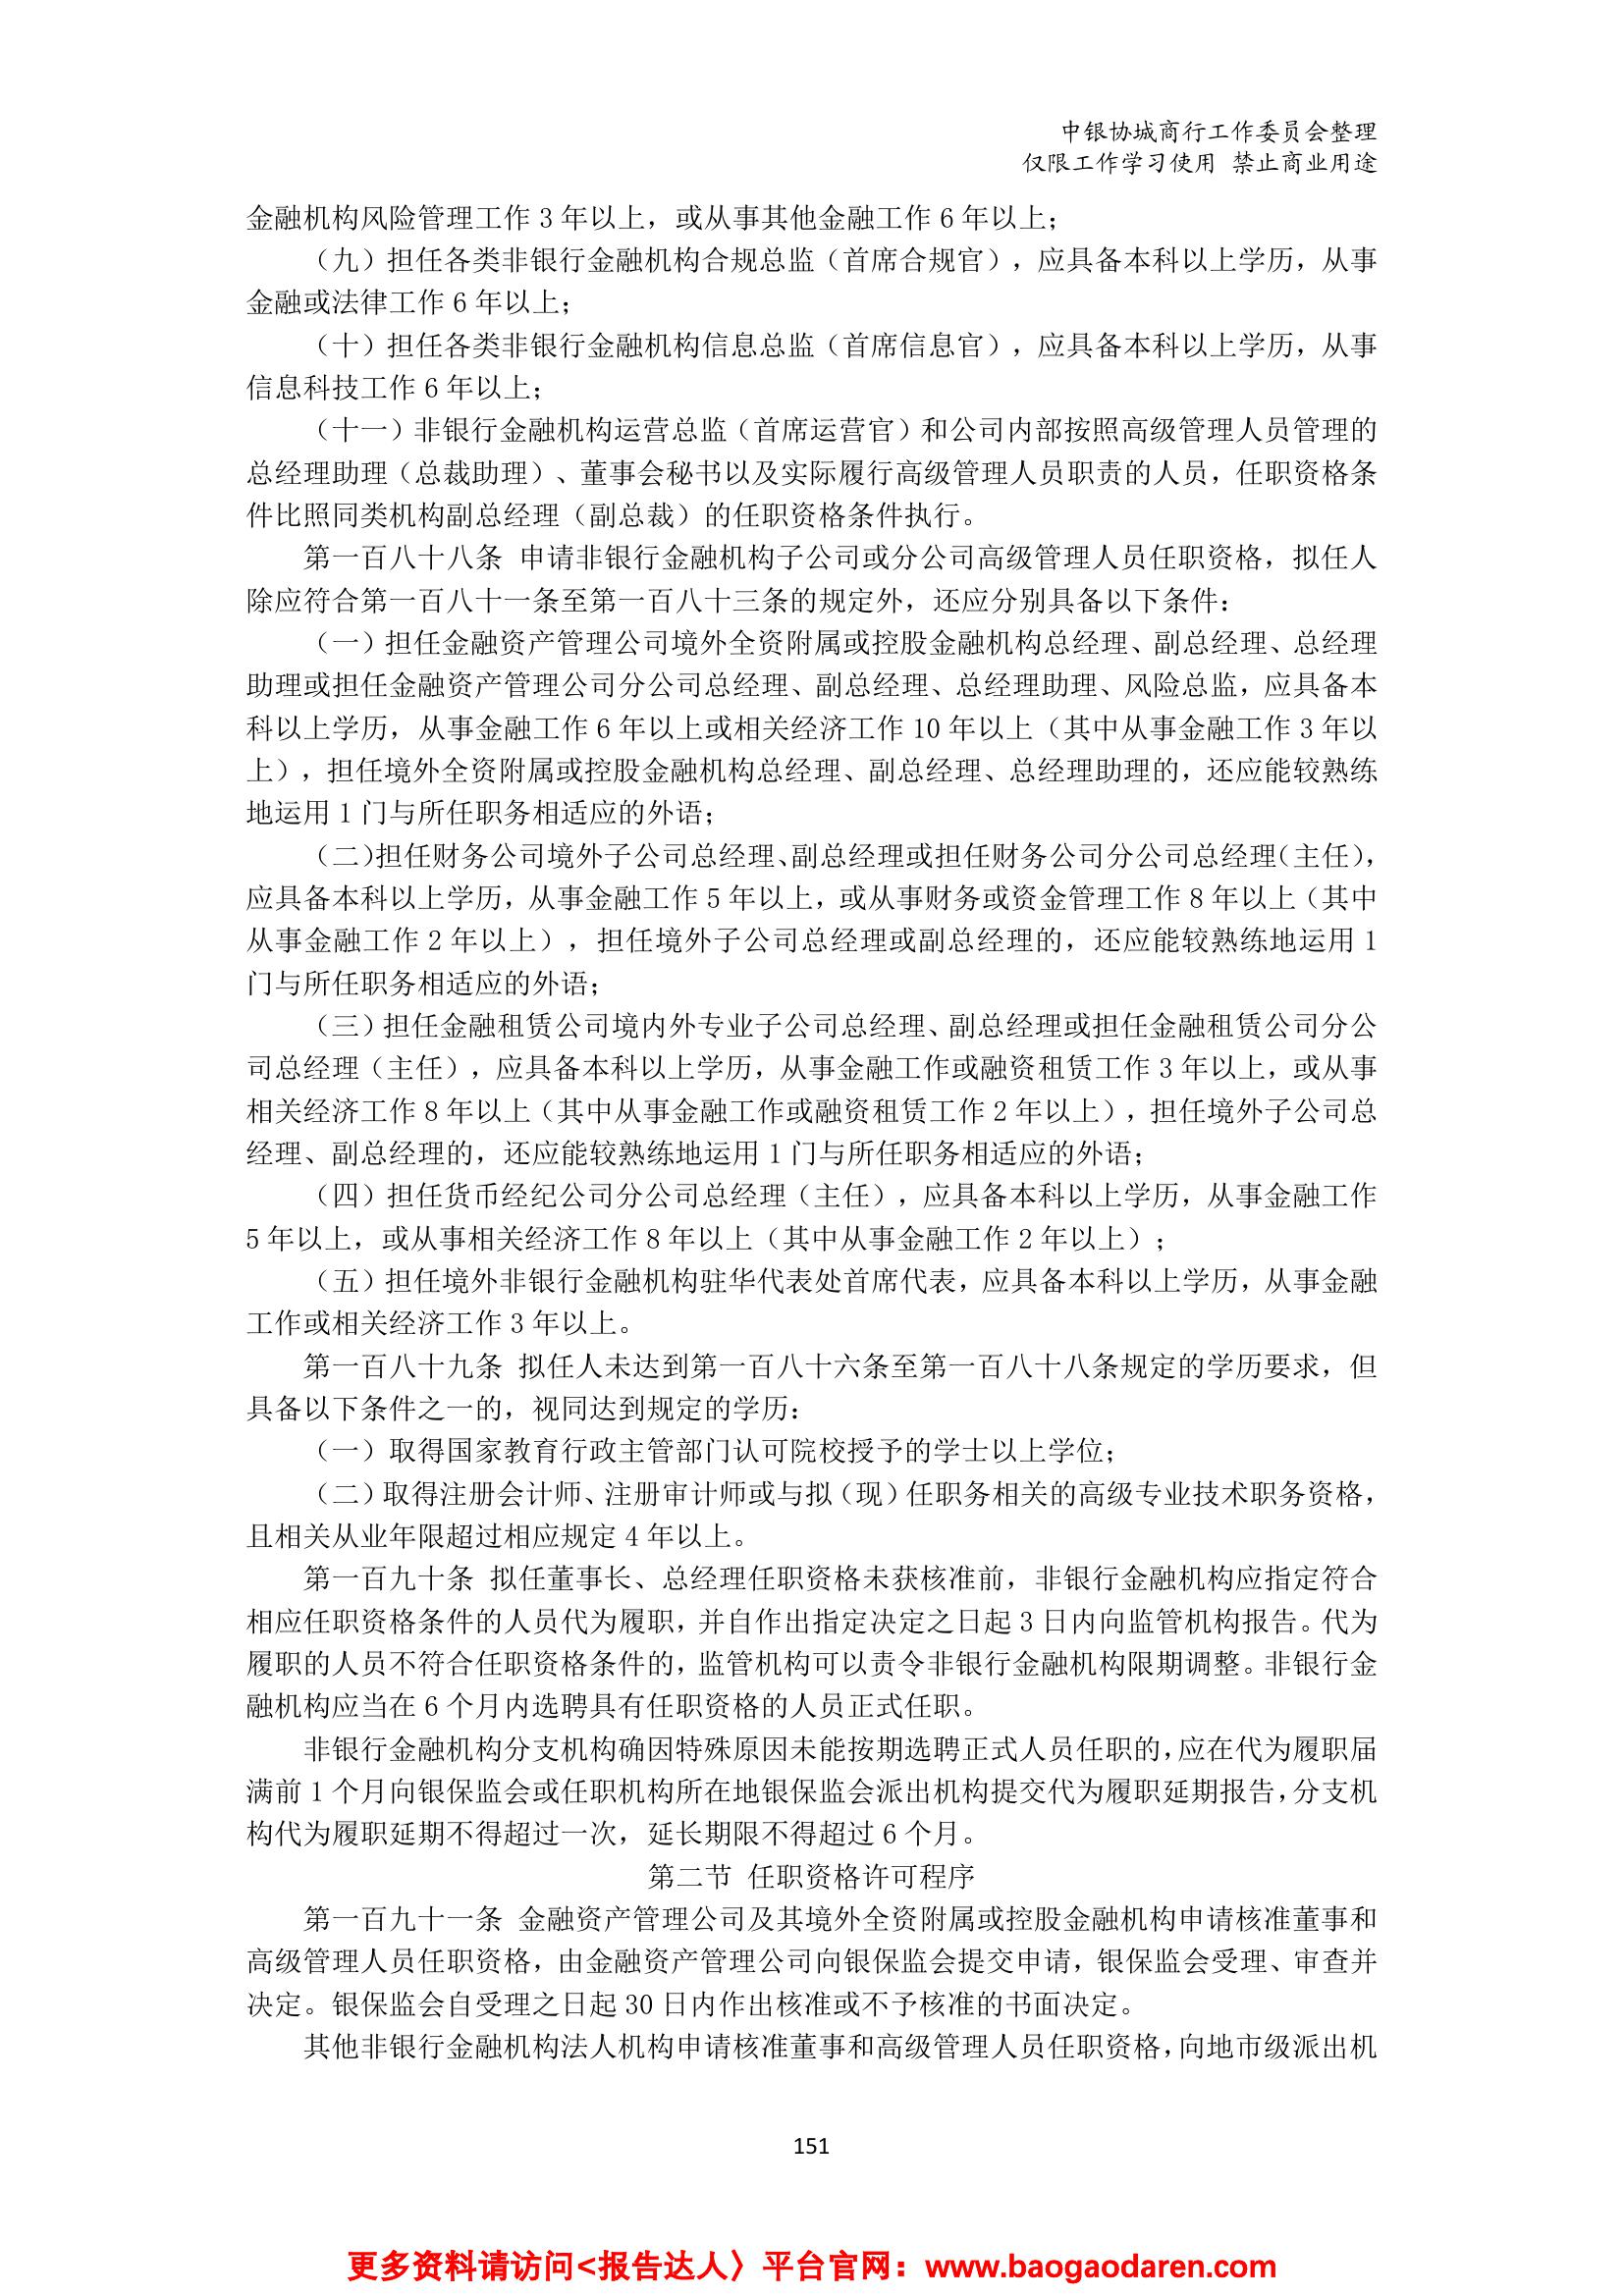 中银协城商行工作委员会整理
仅限工作学习使用 禁止商业用途
金融机构风险管理工作 3 年以上，或从事其他金融工作 6 年以上；
（九）担任各类非银行金融机构合规总监（首席合规官），应具备本科以上学历，从事
金融或法律工作 6 年以上；
（十）担任各类非银行金融机构信息总监（首席信息官），应具备本科以上学历，从事
信息科技工作 6 年以上；
（十一）非银行金融机构运营总监（首席运营官）和公司内部按照高级管理人员管理的
总经理助理（总裁助理）、董事会秘书以及实际履行高级管理人员职责的人员，任职资格条
件比照同类机构副总经理（副总裁）的任职资格条件执行。
第一百八十八条 申请非银行金融机构子公司或分公司高级管理人员任职资格，拟任人
除应符合第一百八十一条至第一百八十三条的规定外，还应分别具备以下条件：
（一）担任金融资产管理公司境外全资附属或控股金融机构总经理、副总经理、总经理
助理或担任金融资产管理公司分公司总经理、副总经理、总经理助理、风险总监，应具备本
科以上学历，从事金融工作 6 年以上或相关经济工作 10 年以上（其中从事金融工作 3 年以
上），担任境外全资附属或控股金融机构总经理、副总经理、总经理助理的，还应能较熟练
地运用 1 门与所任职务相适应的外语；
（二）担任财务公司境外子公司总经理、副总经理或担任财务公司分公司总经理（主任），
应具备本科以上学历，从事金融工作 5 年以上，或从事财务或资金管理工作 8 年以上（其中
从事金融工作 2 年以上），担任境外子公司总经理或副总经理的，还应能较熟练地运用 1
门与所任职务相适应的外语；
（三）担任金融租赁公司境内外专业子公司总经理、副总经理或担任金融租赁公司分公
司总经理（主任），应具备本科以上学历，从事金融工作或融资租赁工作 3 年以上，或从事
相关经济工作 8 年以上（其中从事金融工作或融资租赁工作 2 年以上），担任境外子公司总
经理、副总经理的，还应能较熟练地运用 1 门与所任职务相适应的外语；
（四）担任货币经纪公司分公司总经理（主任），应具备本科以上学历，从事金融工作
5 年以上，或从事相关经济工作 8 年以上（其中从事金融工作 2 年以上）；
（五）担任境外非银行金融机构驻华代表处首席代表，应具备本科以上学历，从事金融
工作或相关经济工作 3 年以上。
第一百八十九条 拟任人未达到第一百八十六条至第一百八十八条规定的学历要求，但
具备以下条件之一的，视同达到规定的学历：
（一）取得国家教育行政主管部门认可院校授予的学士以上学位；
（二）取得注册会计师、注册审计师或与拟（现）任职务相关的高级专业技术职务资格，
且相关从业年限超过相应规定 4 年以上。
第一百九十条 拟任董事长、总经理任职资格未获核准前，非银行金融机构应指定符合
相应任职资格条件的人员代为履职，并自作出指定决定之日起 3 日内向监管机构报告。代为
履职的人员不符合任职资格条件的，监管机构可以责令非银行金融机构限期调整。非银行金
融机构应当在 6 个月内选聘具有任职资格的人员正式任职。
非银行金融机构分支机构确因特殊原因未能按期选聘正式人员任职的，应在代为履职届
满前 1 个月向银保监会或任职机构所在地银保监会派出机构提交代为履职延期报告，分支机
构代为履职延期不得超过一次，延长期限不得超过 6 个月。
第二节 任职资格许可程序
第一百九十一条 金融资产管理公司及其境外全资附属或控股金融机构申请核准董事和
高级管理人员任职资格，由金融资产管理公司向银保监会提交申请，银保监会受理、审查并
决定。银保监会自受理之日起 30 日内作出核准或不予核准的书面决定。
其他非银行金融机构法人机构申请核准董事和高级管理人员任职资格，向地市级派出机
151
更多资料请访问<报告达人〉平台官网：www.baogaodaren.com